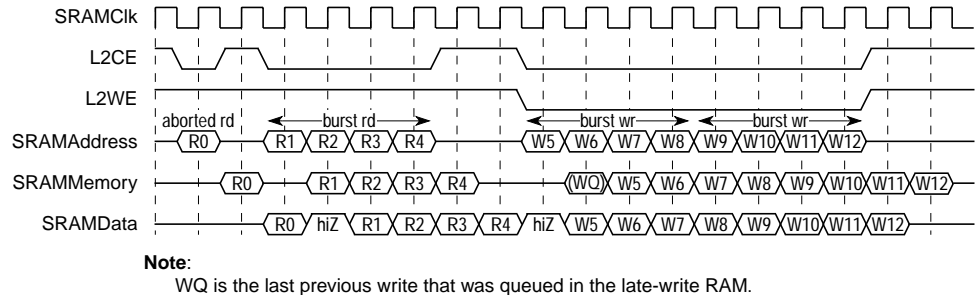 SRAMClk
L2CE
L2WE
aborted rd burst rd burst wr burst wr
SRAMAddress R0 R1 R2 R3 R4 W5 W6 W7 W8 W9 W10 W11 W12
SRAMMemory R0 R1 R2 R3 R4 (WQ) W5 W6 W7 W8 W9 W10 W11 W12
SRAMData R0 hiZ R1 R2 R3 R4 hiZ W5 W6 W7 W8 W9 W10 W11 W12
Note:
WQ is the last previous write that was queued in the late-write RAM.